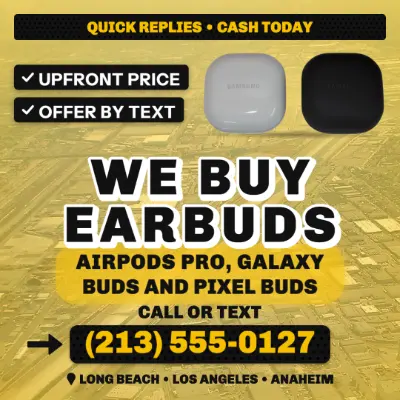 QUICK REPLIES • CASH TODAY
✓ UPFRONT PRICE
✓ OFFER BY TEXT
WE BUY
EARBUDS
AIRPODS PRO, GALAXY
BUDS AND PIXEL BUDS
CALL OR TEXT
(213) 555-0127
LONG BEACH • LOS ANGELES • ANAHEIM